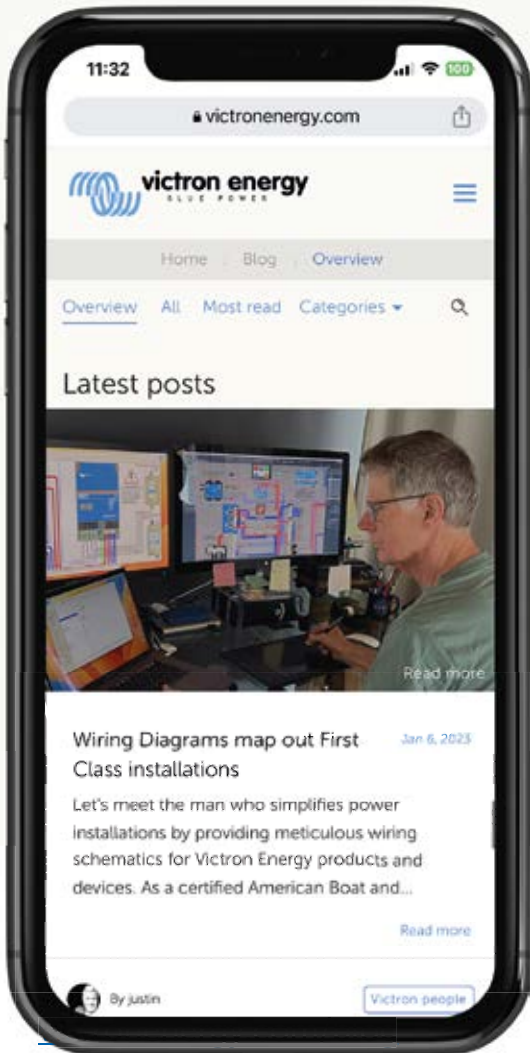 11:32
100
victronenergy.com
victron energy
BLUE POWER
Home Blog Overview
Overview All Most read Categories
Latest posts
Read more
Wiring Diagrams map out First Jan 6, 2023
Class installations
Let's meet the man who simplifies power
installations by providing meticulous wiring
schematics for Victron Energy products and
devices. As a certified American Boat and...
Read more
By justin Victron people